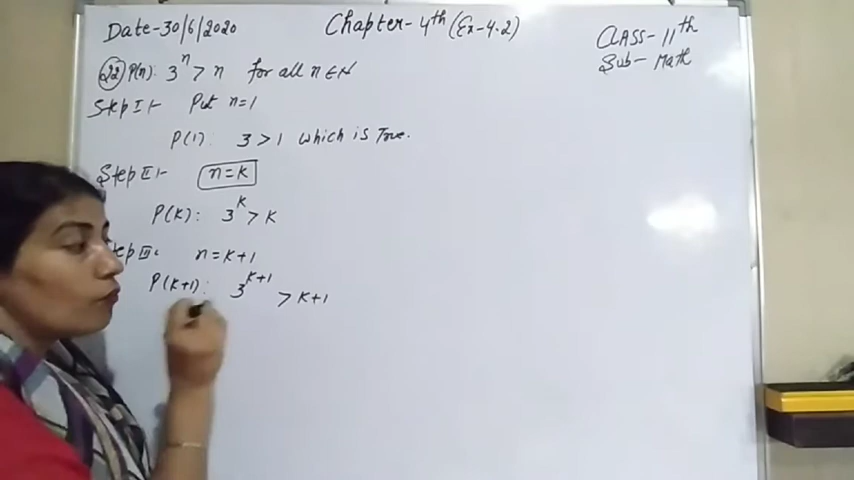 Date-30/6/2020
Chapter-4th (Ex-4.2)
CLASS-11th
Sub- Math
(22) P(n): 3^n > n for all n ∈ N
Step I:- Put n=1
P(1): 3 > 1 which is True.
Step II:- n=K
P(K): 3^K > K
Step III: n=K+1
P(K+1): 3^K+1 > K+1